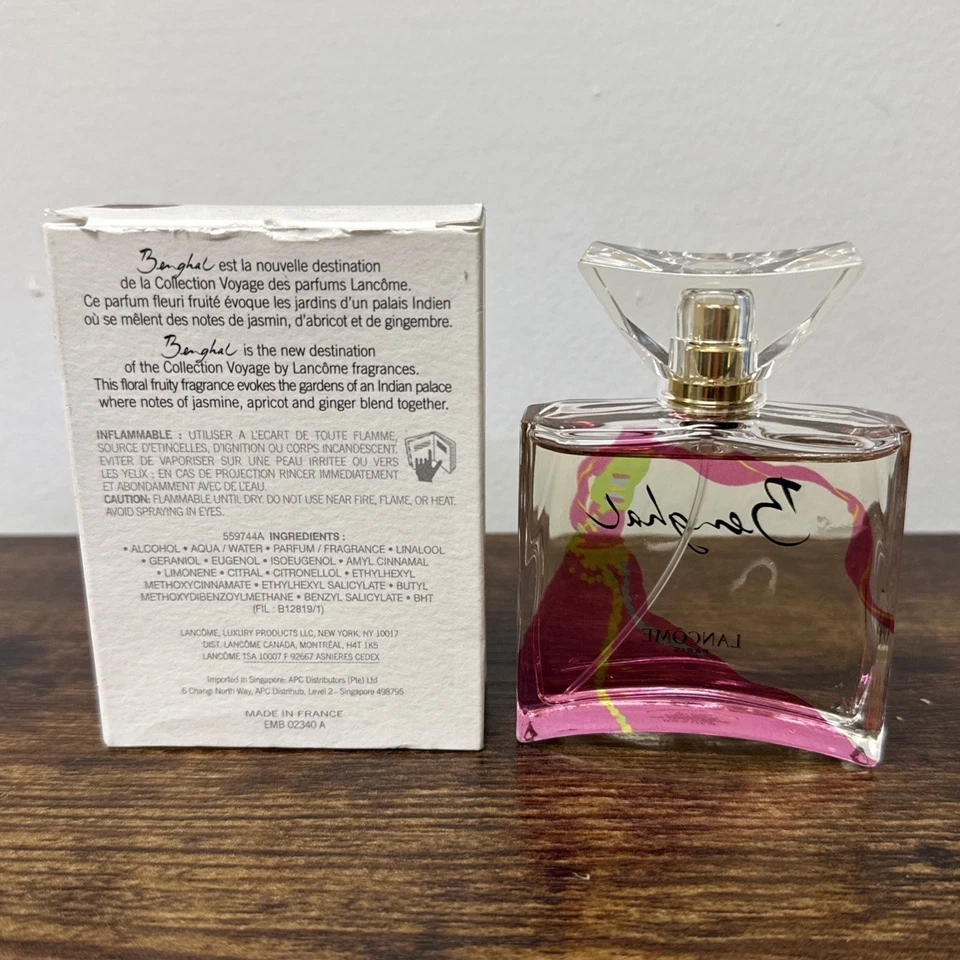 Benghal est la nouvelle destination
de la Collection Voyage des parfums Lancôme.
Ce parfum fleuri fruité évoque les jardins d'un palais Indien
où se mêlent des notes de jasmin, d'abricot et de gingembre.
Benghal is the new destination
of the Collection Voyage by Lancôme fragrances.
This floral fruity fragrance evokes the gardens of an Indian palace
where notes of jasmine, apricot and ginger blend together.
INFLAMMABLE : UTILISER A L'ECART DE TOUTE FLAMME,
SOURCE D'ETINCELLES, D'IGNITION OU CORPS INCANDESCENT.
EVITER DE VAPORISER SUR UNE PEAU IRRITEE OU VERS
LES YEUX ; EN CAS DE PROJECTION RINCER IMMEDIATEMENT
ET ABONDAMMENT AVEC DE L'EAU.
CAUTION: FLAMMABLE UNTIL DRY. DO NOT USE NEAR FIRE, FLAME, OR HEAT.
AVOID SPRAYING IN EYES.
559744A INGREDIENTS :
• ALCOHOL • AQUA / WATER • PARFUM / FRAGRANCE • LINALOOL
• GERANIOL • EUGENOL • ISOEUGENOL • AMYL CINNAMAL
• LIMONENE • CITRAL • CITRONELLOL • ETHYLHEXYL
METHOXYCINNAMATE • ETHYLHEXYL SALICYLATE • BUTYL
METHOXYDIBENZOYLMETHANE • BENZYL SALICYLATE • BHT
(FIL : B12819/1)
LANCÔME, LUXURY PRODUCTS LLC, NEW YORK, NY 10017
DIST. LANCÔME CANADA, MONTRÉAL, H4T 1K5
LANCÔME TSA 10007 F 92667 ASNIERES CEDEX
Imported in Singapore: APC Distributors (Pte) Ltd
6 Changi North Way, APC Distrihub, Level 2 - Singapore 498795
MADE IN FRANCE
EMB 02340 A
Benghal
LANCÔME
PARIS